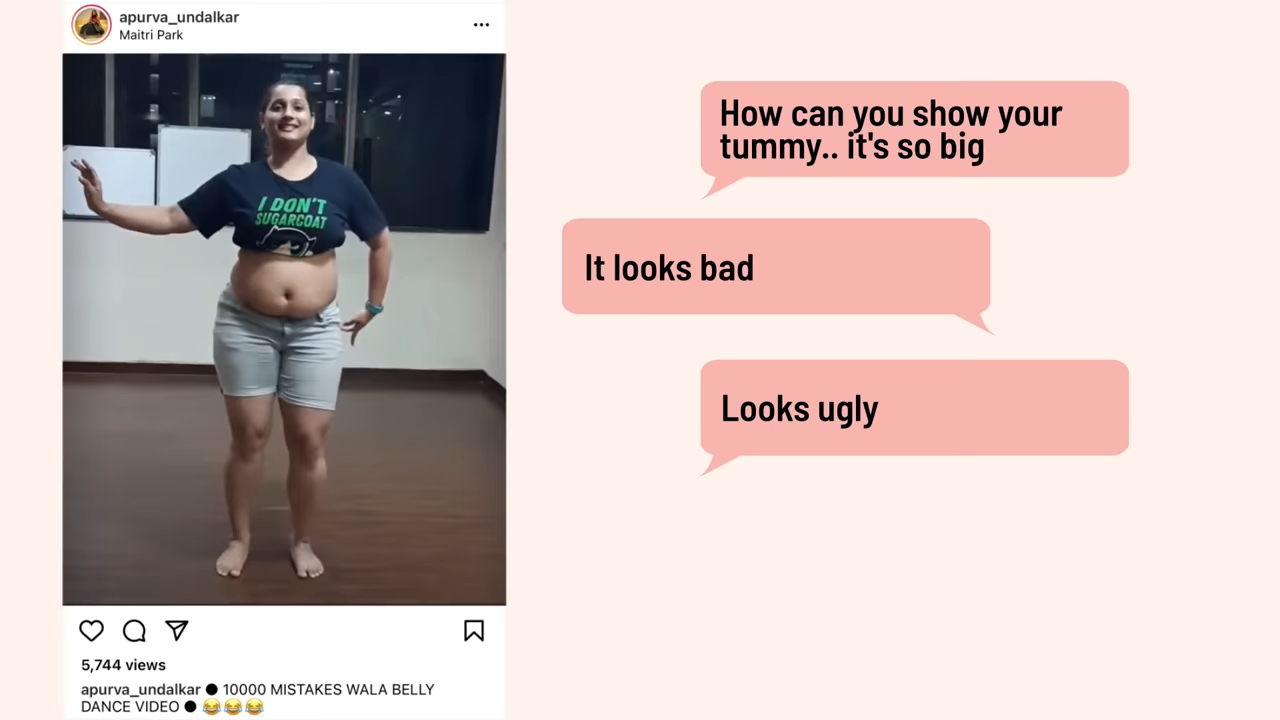 apurva_undalkar
Maitri Park
I DON'T
SUGARCOAT
5,744 views
apurva_undalkar ● 10000 MISTAKES WALA BELLY
DANCE VIDEO ● 😂😂😂
How can you show your
tummy.. it's so big
It looks bad
Looks ugly